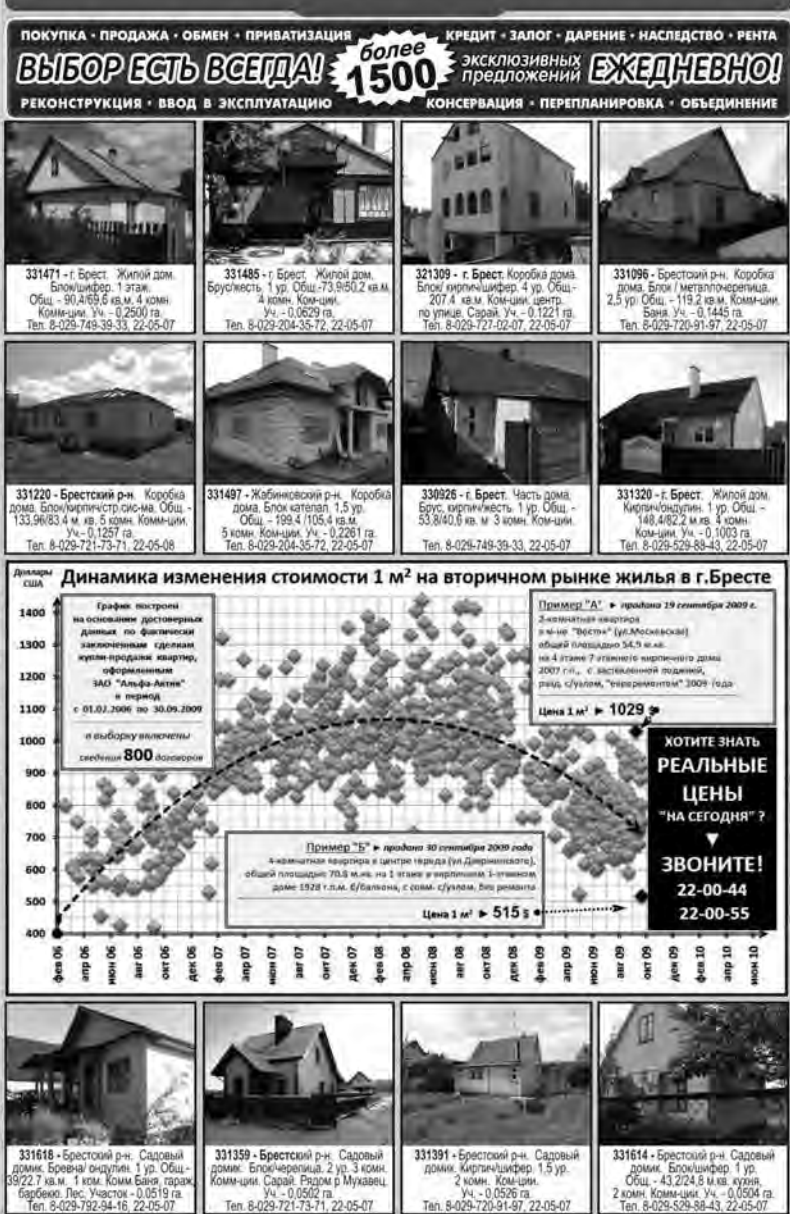 ПОКУПКА • ПРОДАЖА • ОБМЕН • ПРИВАТИЗАЦИЯ
КРЕДИТ • ЗАЛОГ • ДАРЕНИЕ • НАСЛЕДСТВО • РЕНТА
ВЫБОР ЕСТЬ ВСЕГДА!
более
1500
эксклюзивных
предложений
ЕЖЕДНЕВНО!
РЕКОНСТРУКЦИЯ • ВВОД В ЭКСПЛУАТАЦИЮ
КОНСЕРВАЦИЯ • ПЕРЕПЛАНИРОВКА • ОБЪЕДИНЕНИЕ
331471 - г. Брест. Жилой дом.
Блок/шифер. 1 этаж.
Общ. - 90,4/69,6 кв.м. 4 комн.
Комм-ции. Уч. - 0,2500 га.
Тел. 8-029-749-39-33, 22-05-07
331485 - г. Брест. Жилой дом.
Брус/жесть. 1 ур. Общ.-73,9/50,2 кв.м.
4 комн. Ком-ции.
Уч. - 0,0629 га.
Тел. 8-029-204-35-72, 22-05-07
321309 - г. Брест. Коробка дома.
Блок/ кирпич/шифер. 4 ур. Общ.-
207.4 кв.м. Ком-ции. центр.
по улице. Сарай. Уч. - 0.1221 га.
Тел. 8-029-727-02-07, 22-05-07
331096 - Брестский р-н. Коробка
дома. Блок / металлочерепица.
2,5 ур. Общ. - 119.2 кв.м. Комм-ции.
Баня. Уч. - 0,1445 га.
Тел. 8-029-720-91-97, 22-05-07
331220 - Брестский р-н. Коробка
дома. Блок/кирпич/стр.сис-ма. Общ. -
133,96/83,4 м. кв. 5 комн. Комм-ции.
Уч.- 0,1257 га.
Тел. 8-029-721-73-71, 22-05-08
331497 - Жабинковский р-н. Коробка
дома. Блок кателал. 1,5 ур.
Общ. - 199.4 /105,4 кв.м.
5 комн. Ком-ции. Уч. - 0,2261 га.
Тел. 8-029-204-35-72, 22-05-07
330926 - г. Брест. Часть дома.
Брус, кирпич/жесть. 1 ур. Общ. -
53,8/40,6 кв. м 3 комн. Ком-ции.
Тел. 8-029-749-39-33, 22-05-07
331320 - г. Брест. Жилой дом.
Кирпич/ондулин. 1 ур. Общ. -
148,4/82,2 м.кв. 4 комн.
Ком-ции. Уч. - 0,1003 га.
Тел. 8-029-529-88-43, 22-05-07
Доллары
США
Динамика изменения стоимости 1 м² на вторичном рынке жилья в г.Бресте
1400
1300
1200
1100
1000
900
800
700
600
500
400
График построен
на основании достоверных
данных по фактически
заключенным сделкам
купли-продажи квартир,
оформленным
ЗАО "Альфа-Актив"
в период
с 01.02.2006 по 30.09.2009
в выборку включены
сведения 800 договоров
Пример "А" ► продана 19 сентября 2009 г.
2-комнатная квартира
в м-не "Восток" (ул.Московская)
общей площадью 54,9 м.кв.
на 4 этаже 7 этажного кирпичного дома
2007 г.п., с застекленной лоджией,
разд. с/узлом, "евроремонтом" 2009 года
Цена 1 м² ► 1029 $
Пример "Б" ► продана 30 сентября 2009 года
4-комнатная квартира в центре города (ул.Дзержинского),
общей площадью 70.8 м.кв. на 1 этаже в кирпичном 1-этажном
доме 1928 г.п.м. б/балкона, с совм. с/узлом, без ремонта
Цена 1 м² ► 515 $
ХОТИТЕ ЗНАТЬ
РЕАЛЬНЫЕ
ЦЕНЫ
"НА СЕГОДНЯ" ?
▼
ЗВОНИТЕ!
22-00-44
22-00-55
фев 06
апр 06
июн 06
авг 06
окт 06
дек 06
фев 07
апр 07
июн 07
авг 07
окт 07
дек 07
фев 08
апр 08
июн 08
авг 08
окт 08
дек 08
фев 09
апр 09
июн 09
авг 09
окт 09
дек 09
фев 10
апр 10
июн 10
331618 - Брестский р-н. Садовый
домик. Бревна/ ондулин. 1 ур. Общ.-
39/22.7 кв.м. 1 ком. Комм.Баня, гараж,
барбекю. Лес. Участок - 0,0519 га.
Тел. 8-029-792-94-16, 22-05-07
331359 - Брестский р-н. Садовый
домик. Блок/черепица. 2 ур. 3 комн.
Комм-ции. Сарай. Рядом р Мухавец.
Уч. - 0,0502 га.
Тел. 8-029-721-73-71, 22-05-07
331391 - Брестский р-н. Садовый
домик. Кирпич/шифер. 1.5 ур.
2 комн. Ком-ции.
Уч. - 0,0526 га.
Тел. 8-029-720-91-97, 22-05-07
331614 - Брестский р-н. Садовый
домик. Блок/шифер. 1 ур.
Общ. - 43,2/24,8 м.кв. кухня,
2 комн. Комм-ции. Уч. - 0,0504 га.
Тел. 8-029-529-88-43, 22-05-07